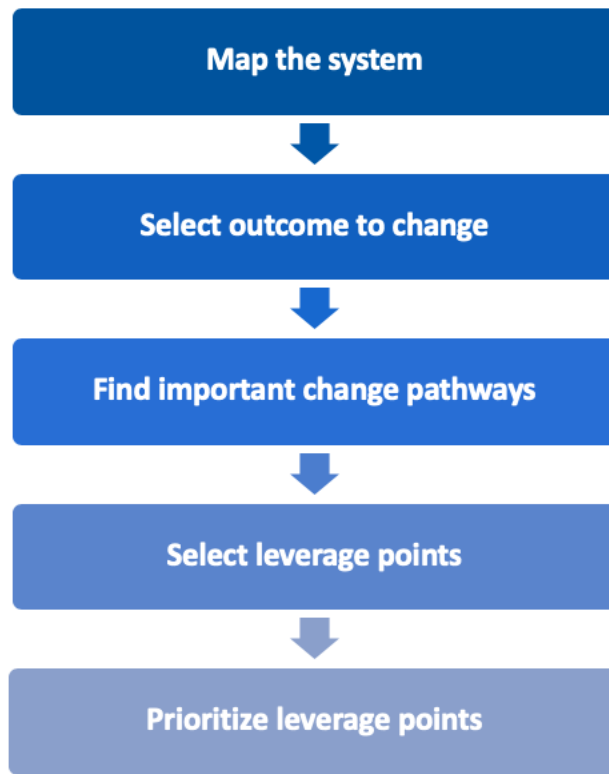 Map the system
Select outcome to change
Find important change pathways
Select leverage points
Prioritize leverage points